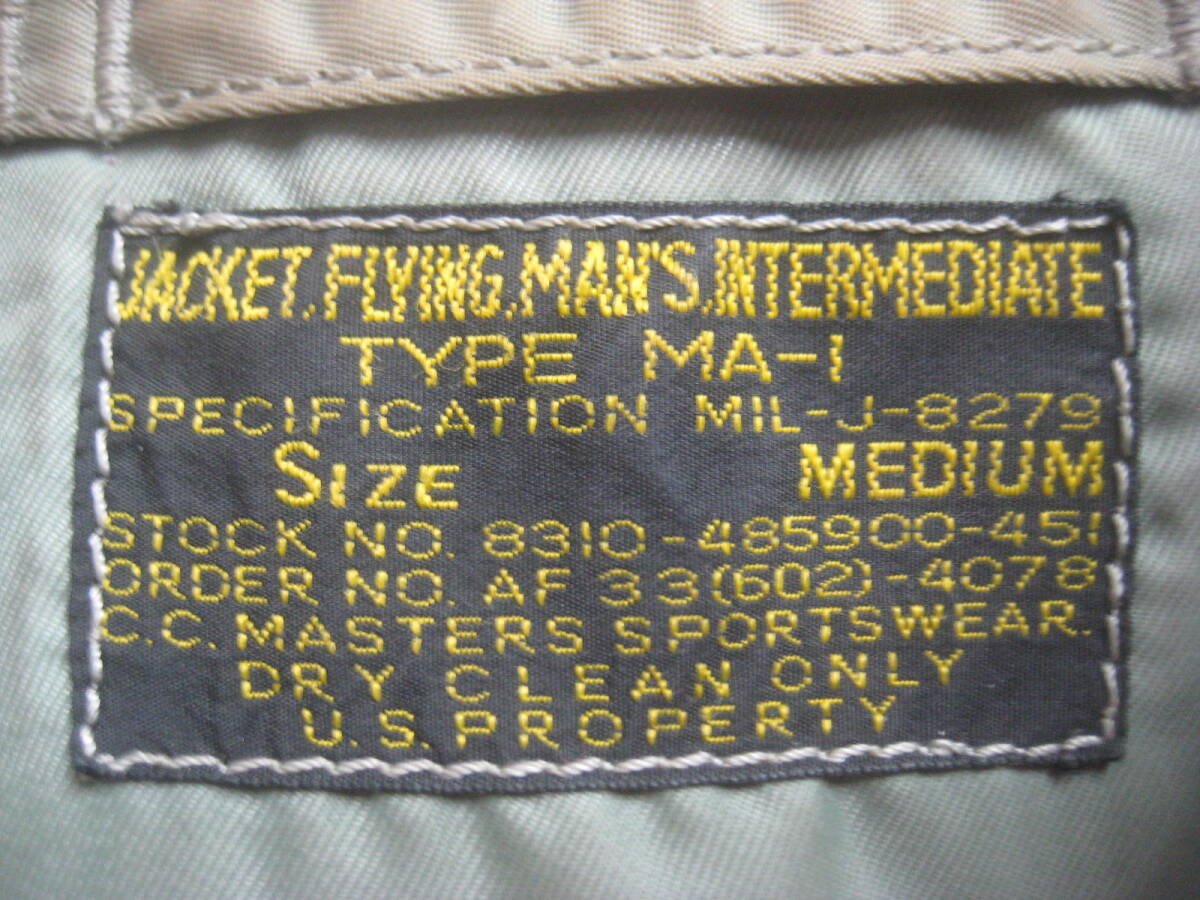 JACKET, FLYING, MAN'S, INTERMEDIATE
TYPE MA-1
SPECIFICATION MIL-J-8279
SIZE MEDIUM
STOCK NO. 8310-485900-451
ORDER NO. AF 33(602)-4078
C.C. MASTERS SPORTSWEAR.
DRY CLEAN ONLY
U.S. PROPERTY